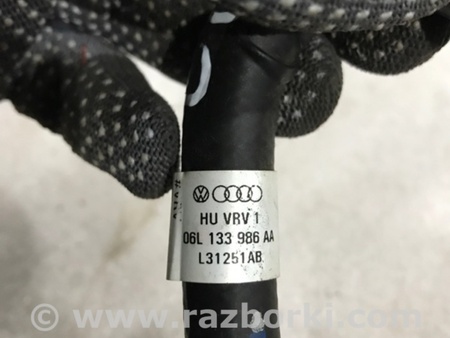 HU VRV 1
06L 133 986 AA
L31251AB
© www.razborki.com